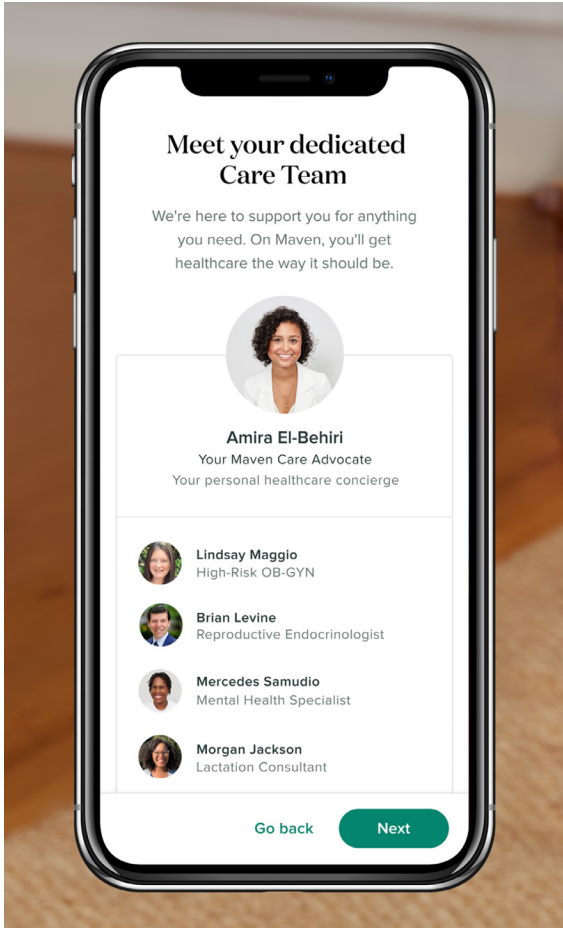 Meet your dedicated
Care Team
We're here to support you for anything
you need. On Maven, you'll get
healthcare the way it should be.
Amira El-Behiri
Your Maven Care Advocate
Your personal healthcare concierge
Lindsay Maggio
High-Risk OB-GYN
Brian Levine
Reproductive Endocrinologist
Mercedes Samudio
Mental Health Specialist
Morgan Jackson
Lactation Consultant
Go back
Next